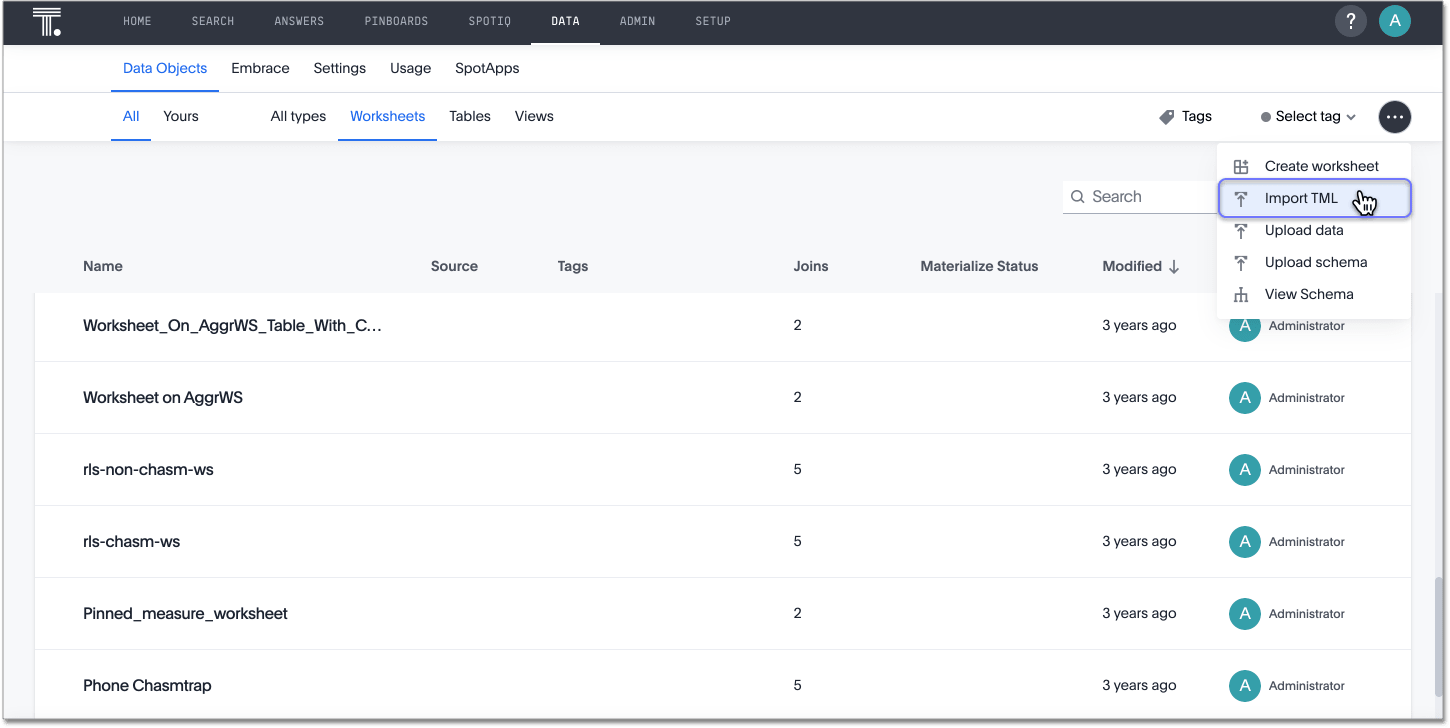 HOME SEARCH ANSWERS PINBOARDS SPOTIQ DATA ADMIN SETUP ? A
Data Objects Embrace Settings Usage SpotApps
All Yours All types Worksheets Tables Views Tags Select tag
Create worksheet
Search Import TML
Upload data
Upload schema
View Schema
Name Source Tags Joins Materialize Status Modified
Worksheet_On_AggrWS_Table_With_C... 2 3 years ago A Administrator
Worksheet on AggrWS 2 3 years ago A Administrator
rls-non-chasm-ws 5 3 years ago A Administrator
rls-chasm-ws 5 3 years ago A Administrator
Pinned_measure_worksheet 2 3 years ago A Administrator
Phone Chasmtrap 5 3 years ago A Administrator